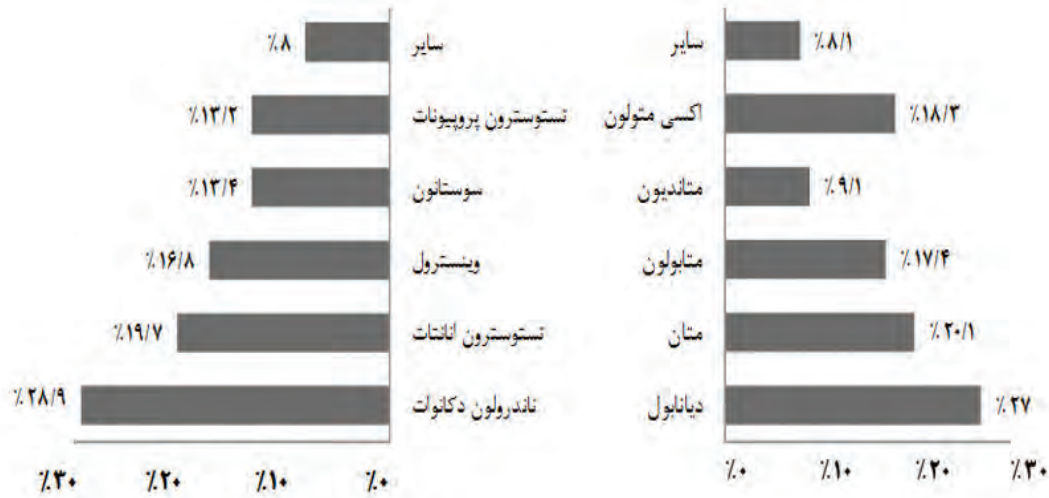 سایر ٪۸/۱
اکسی متولون ٪۱۸/۳
متاندیون ٪۹/۱
متابولون ٪۱۷/۴
متان ٪۲۰/۱
دیانابول ٪۲۷
٪۰ ٪۱۰ ٪۲۰ ٪۳۰
سایر ٪۸
تستوسترون پروپیونات ٪۱۳/۲
سوستانون ٪۱۳/۴
وینسترول ٪۱۶/۸
تستوسترون انانتات ٪۱۹/۷
ناندرولون دکانوات ٪۲۸/۹
٪۰ ٪۱۰ ٪۲۰ ٪۳۰